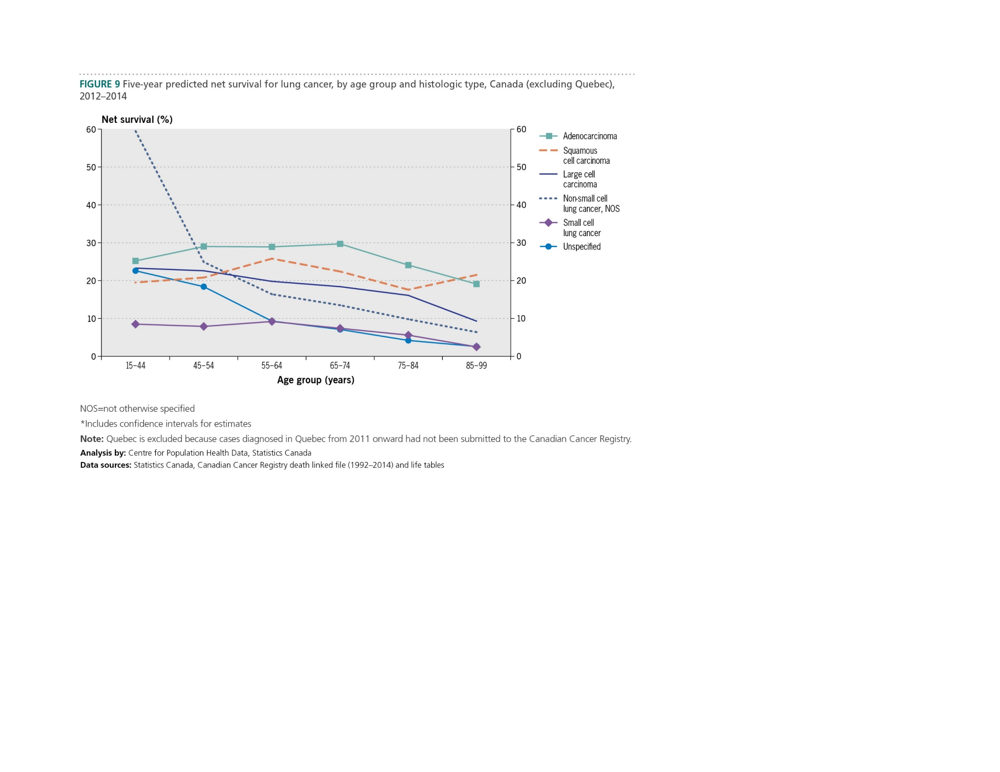 FIGURE 9 Five-year predicted net survival for lung cancer, by age group and histologic type, Canada (excluding Quebec),
2012–2014
Net survival (%)
60
50
40
30
20
10
0
60
50
40
30
20
10
0
15–44
45–54
55–64
65–74
75–84
85–99
Age group (years)
Adenocarcinoma
Squamous
cell carcinoma
Large cell
carcinoma
Non-small cell
lung cancer, NOS
Small cell
lung cancer
Unspecified
NOS=not otherwise specified
*Includes confidence intervals for estimates
Note: Quebec is excluded because cases diagnosed in Quebec from 2011 onward had not been submitted to the Canadian Cancer Registry.
Analysis by: Centre for Population Health Data, Statistics Canada
Data sources: Statistics Canada, Canadian Cancer Registry death linked file (1992–2014) and life tables